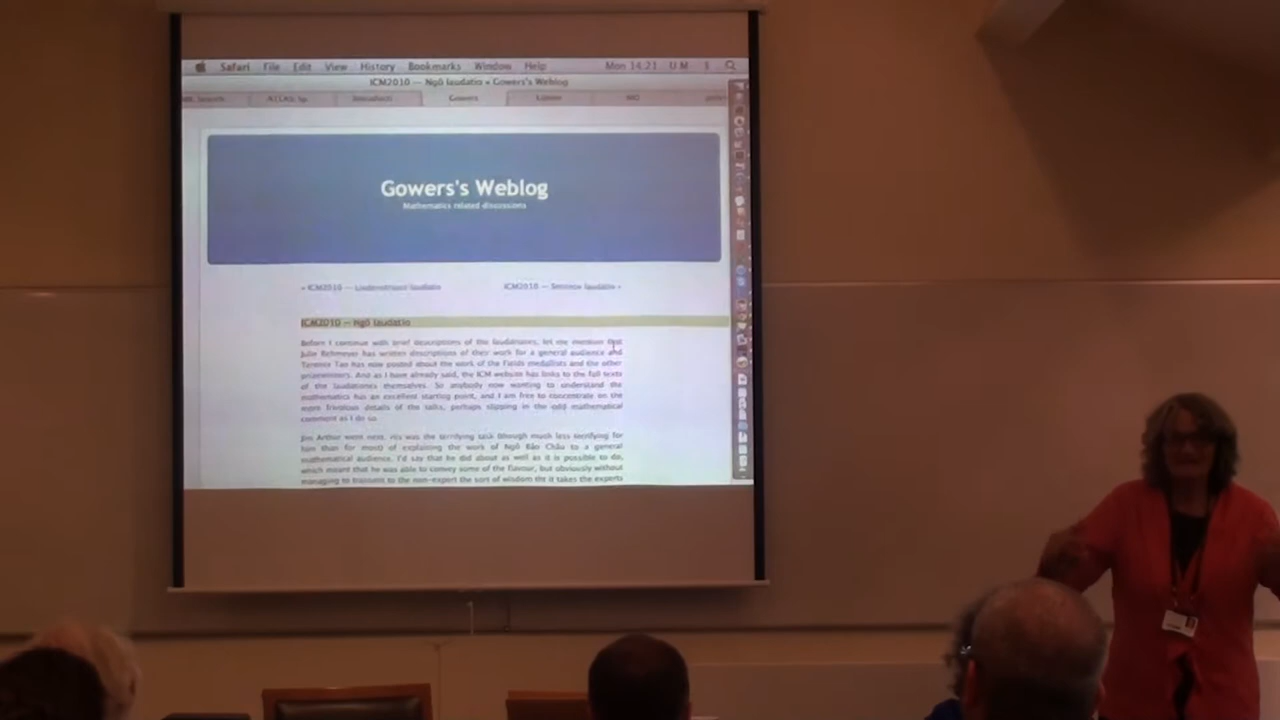 Safari File Edit View History Bookmarks Window Help Mon 14:21 U M
ICM2010 — Ngô laudatio « Gowers's Weblog
Gowers
Gowers's Weblog
Mathematics related discussions
« ICM2010 — Lindenstrauss laudatio ICM2010 — Smirnov laudatio »
ICM2010 — Ngô laudatio
Before I continue with brief descriptions of the laudationes, let me mention that
Julie Rehmeyer has written descriptions of their work for a general audience and
Terence Tao has now posted about the work of the Fields medallists and the other
prizewinners. And as I have already said, the ICM website has links to the full texts
of the laudationes themselves. So anybody now wanting to understand the
mathematics has an excellent starting point, and I am free to concentrate on the
more frivolous details of the talks, perhaps slipping in the odd mathematical
comment as I do so.
Jim Arthur went next. His was the terrifying task (though much less terrifying for
him than for most) of explaining the work of Ngô Bảo Châu to a general
mathematical audience. I'd say that he did about as well as it is possible to do,
which meant that he was able to convey some of the flavour, but obviously without
managing to transmit to the non-expert the sort of wisdom that it takes the experts